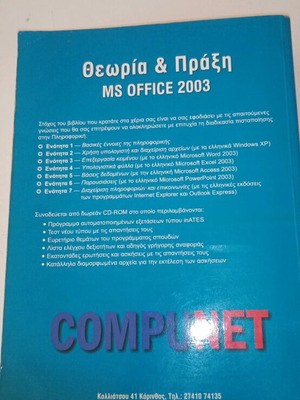 Θεωρία & Πράξη
MS OFFICE 2003
Στόχος του βιβλίου που κρατάτε στα χέρια σας είναι να σας εφοδιάσει με τις απαιτούμενες
γνώσεις που θα σας επιτρέψουν να ολοκληρώσετε με επιτυχία τη διαδικασία πιστοποίησης
στην Πληροφορική:
Ενότητα 1 — Βασικές έννοιες της πληροφορικής
Ενότητα 2 — Χρήση υπολογιστή και διαχείριση αρχείων (με τα ελληνικά Windows XP)
Ενότητα 3 — Επεξεργασία κειμένου (με το ελληνικό Microsoft Word 2003)
Ενότητα 4 — Υπολογιστικά φύλλα (με το ελληνικό Microsoft Excel 2003)
Ενότητα 5 — Βάσεις δεδομένων (με την ελληνική Microsoft Access 2003)
Ενότητα 6 — Παρουσιάσεις (με το ελληνικό Microsoft PowerPoint 2003)
Ενότητα 7 — Διαχείριση πληροφοριών και επικοινωνίες (με τις ελληνικές εκδόσεις
των προγραμμάτων Internet Explorer και Outlook Express)
Συνοδεύεται από δωρεάν CD-ROM στο οποίο περιλαμβάνονται:
• Πρόγραμμα αυτοματοποιημένων εξετάσεων τύπου inATES
• Τεστ νέου τύπου με τις απαντήσεις τους
• Ευρετήριο θεμάτων του προγράμματος σπουδών
• Λίστα ελέγχου δεξιοτήτων και οδηγός γρήγορης αναφοράς
• Εκατοντάδες ερωτήσεις και ασκήσεις με τις απαντήσεις τους
• Κατάλληλα διαμορφωμένα αρχεία για την εκτέλεση των ασκήσεων
COMPUNET
Κολλιάτσου 41 Κόρινθος, Τηλ.: 27410 74135